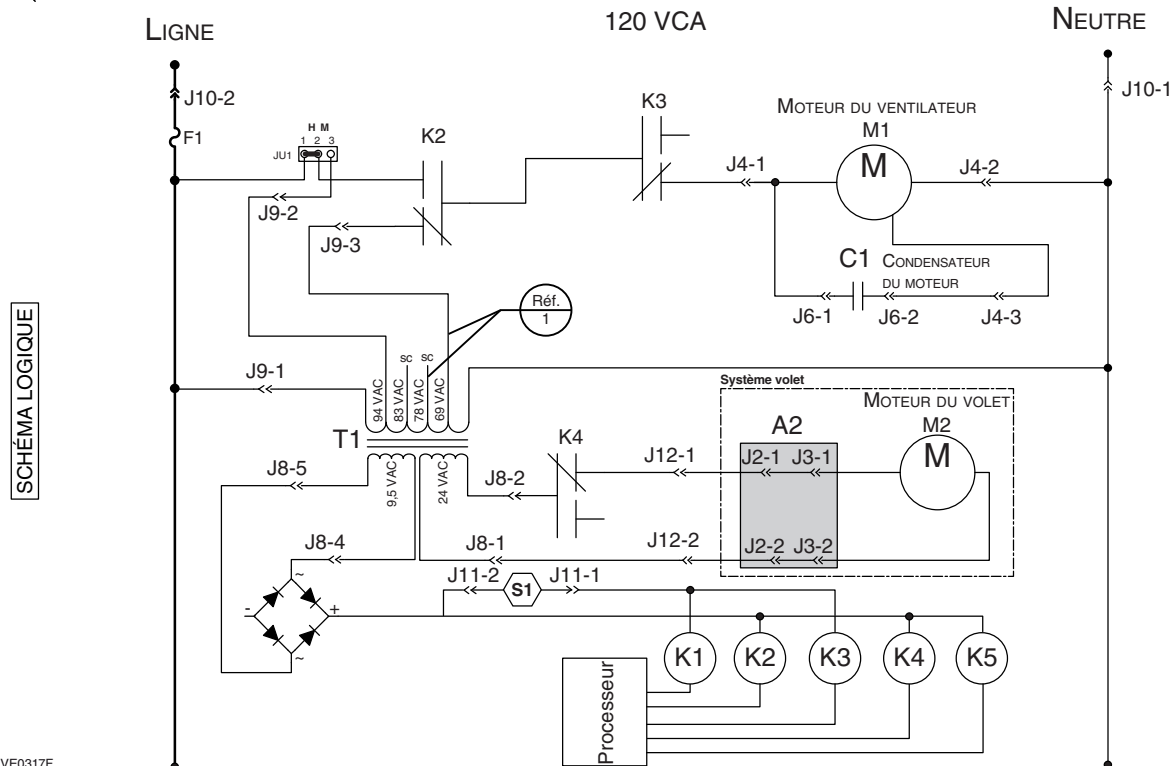 LIGNE
120 VCA
NEUTRE
J10-2
J10-1
F1
H M
1 2 3
JU1
K2
K3
MOTEUR DU VENTILATEUR
M1
M
J4-1
J4-2
J9-2
J9-3
C1 CONDENSATEUR
DU MOTEUR
J6-1
J6-2
J4-3
Réf.
1
SCHÉMA LOGIQUE
J9-1
SC SC
94 VAC
83 VAC
78 VAC
69 VAC
T1
9,5 VAC
24 VAC
Système volet
MOTEUR DU VOLET
A2
M2
M
K4
J12-1
J2-1
J3-1
J8-5
J8-2
J8-4
J8-1
J12-2
J2-2
J3-2
J11-2
S1
J11-1
~
-
+
~
K1
K2
K3
K4
K5
Processeur
VE0317F